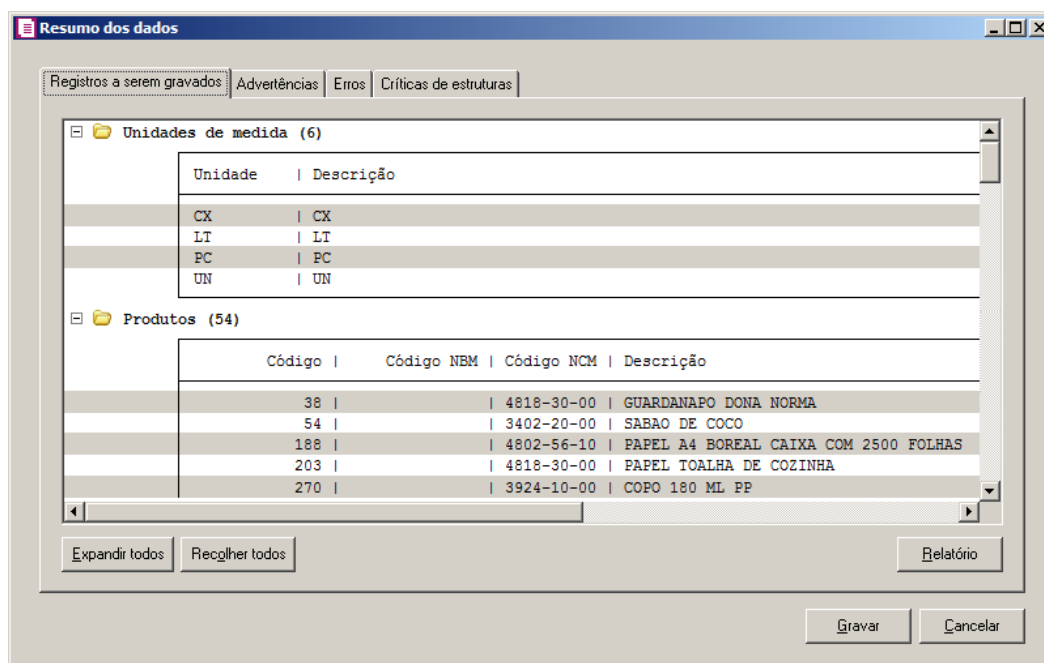 Resumo dos dados
Registros a serem gravados Advertências Erros Críticas de estruturas
Unidades de medida (6)
Unidade | Descrição
CX | CX
LT | LT
PC | PC
UN | UN
Produtos (54)
Código | Código NBM | Código NCM | Descrição
38 | | 4818-30-00 | GUARDANAPO DONA NORMA
54 | | 3402-20-00 | SABAO DE COCO
188 | | 4802-56-10 | PAPEL A4 BOREAL CAIXA COM 2500 FOLHAS
203 | | 4818-30-00 | PAPEL TOALHA DE COZINHA
270 | | 3924-10-00 | COPO 180 ML PP
Expandir todos Recolher todos Relatório
Gravar Cancelar